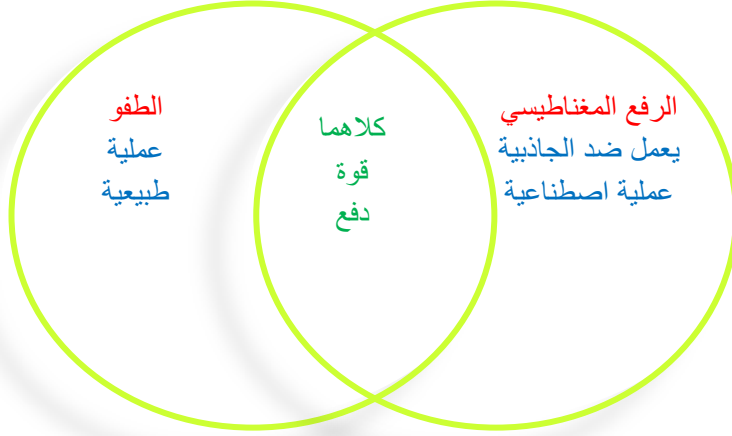 الرفع المغناطيسي
يعمل ضد الجاذبية
عملية اصطناعية
كلاهما
قوة
دفع
الطفو
عملية
طبيعية